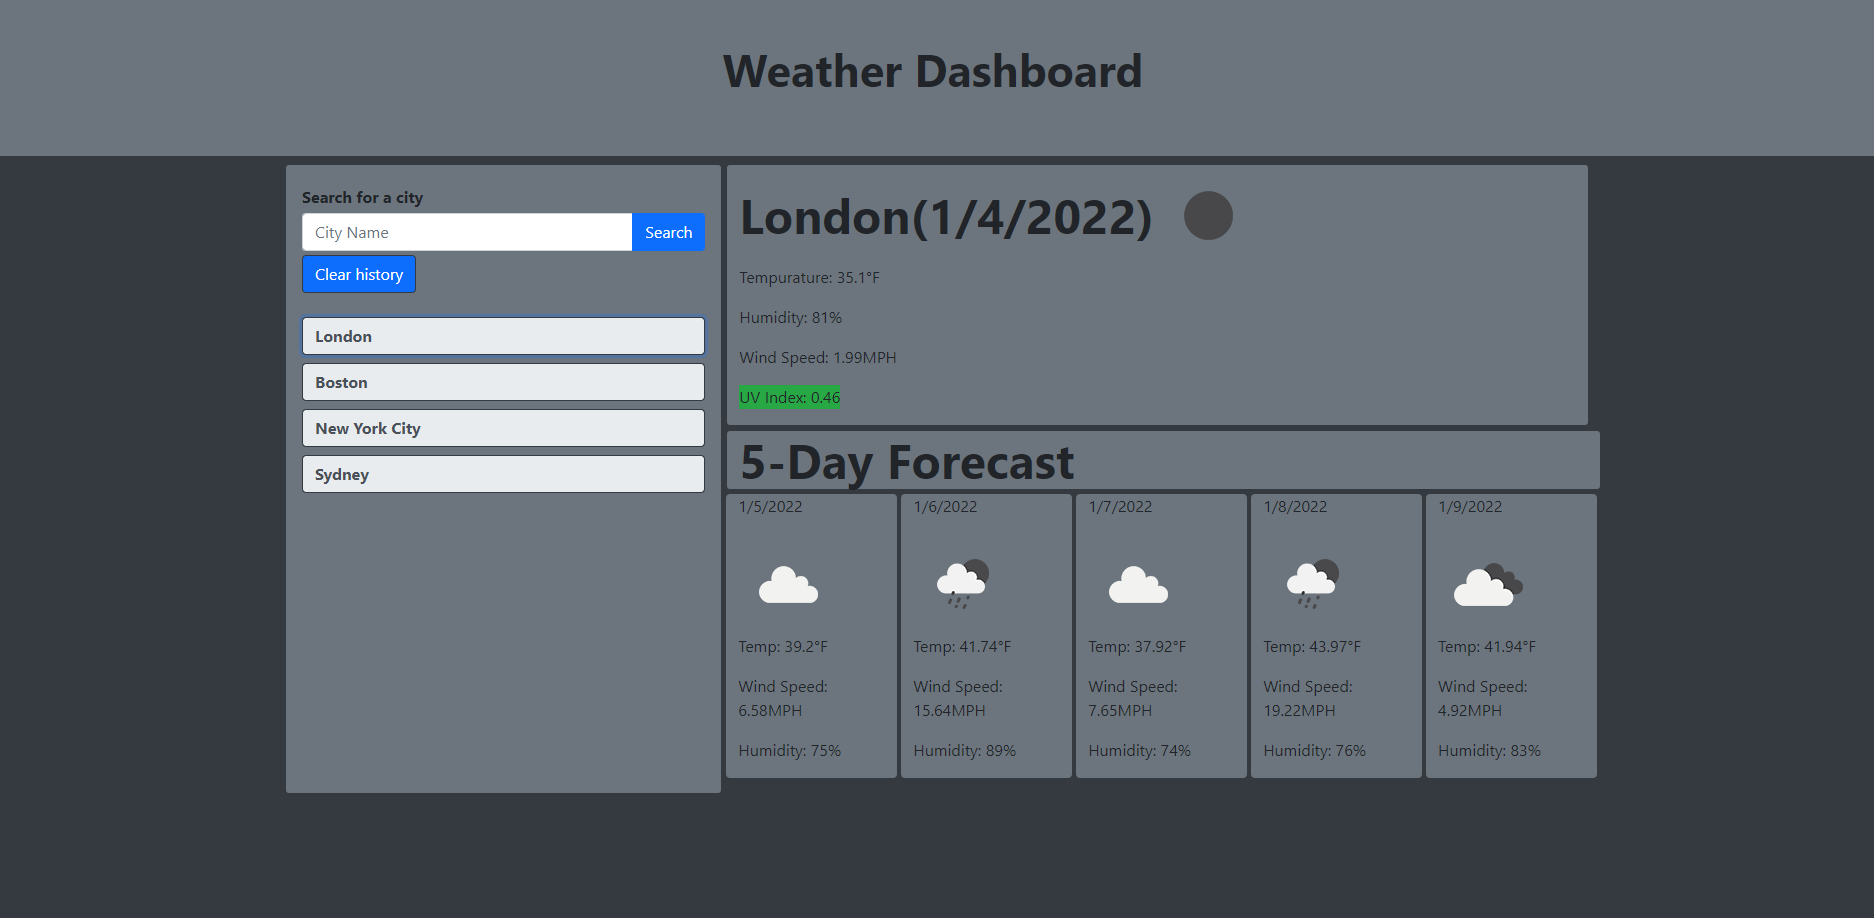 Weather Dashboard
Search for a city
City Name
Search
Clear history
London
Boston
New York City
Sydney
London(1/4/2022)
Tempurature: 35.1°F
Humidity: 81%
Wind Speed: 1.99MPH
UV Index: 0.46
5-Day Forecast
1/5/2022
Temp: 39.2°F
Wind Speed:
6.58MPH
Humidity: 75%
1/6/2022
Temp: 41.74°F
Wind Speed:
15.64MPH
Humidity: 89%
1/7/2022
Temp: 37.92°F
Wind Speed:
7.65MPH
Humidity: 74%
1/8/2022
Temp: 43.97°F
Wind Speed:
19.22MPH
Humidity: 76%
1/9/2022
Temp: 41.94°F
Wind Speed:
4.92MPH
Humidity: 83%